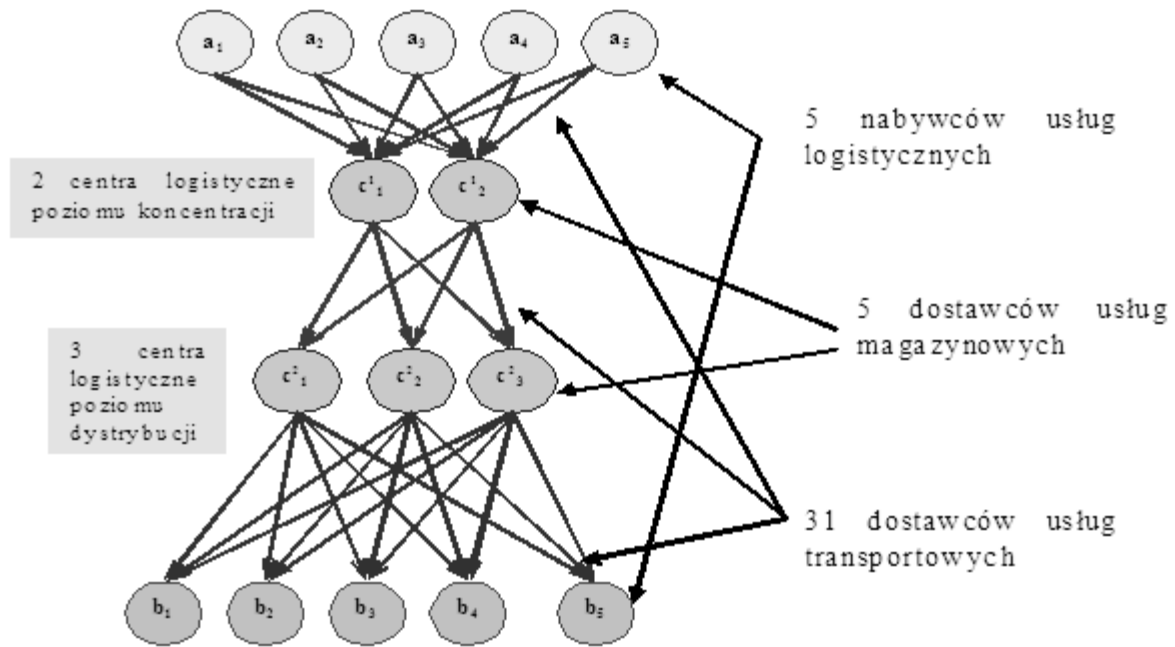 a₁ a₂ a₃ a₄ a₅
5 nabywców usług
logistycznych
2 centra logistyczne
poziomu koncentracji
c¹₁ c¹₂
5 dostawców usług
magazynowych
3 centra
logistyczne
poziomu
dystrybucji
c²₁ c²₂ c²₃
31 dostawców usług
transportowych
b₁ b₂ b₃ b₄ b₅